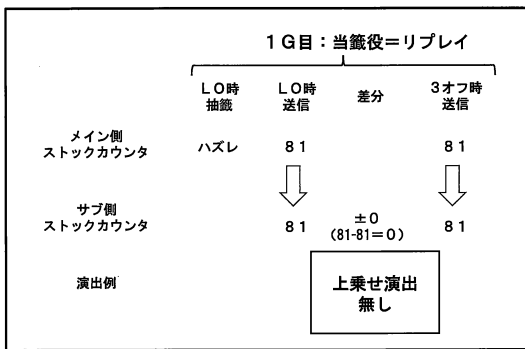 1G目：当籤役＝リプレイ
LO時
抽籤
LO時
送信
差分
3オフ時
送信
メイン側
ストックカウンタ
ハズレ
81
81
サブ側
ストックカウンタ
81
±0
(81-81＝0)
81
演出例
上乗せ演出
無し